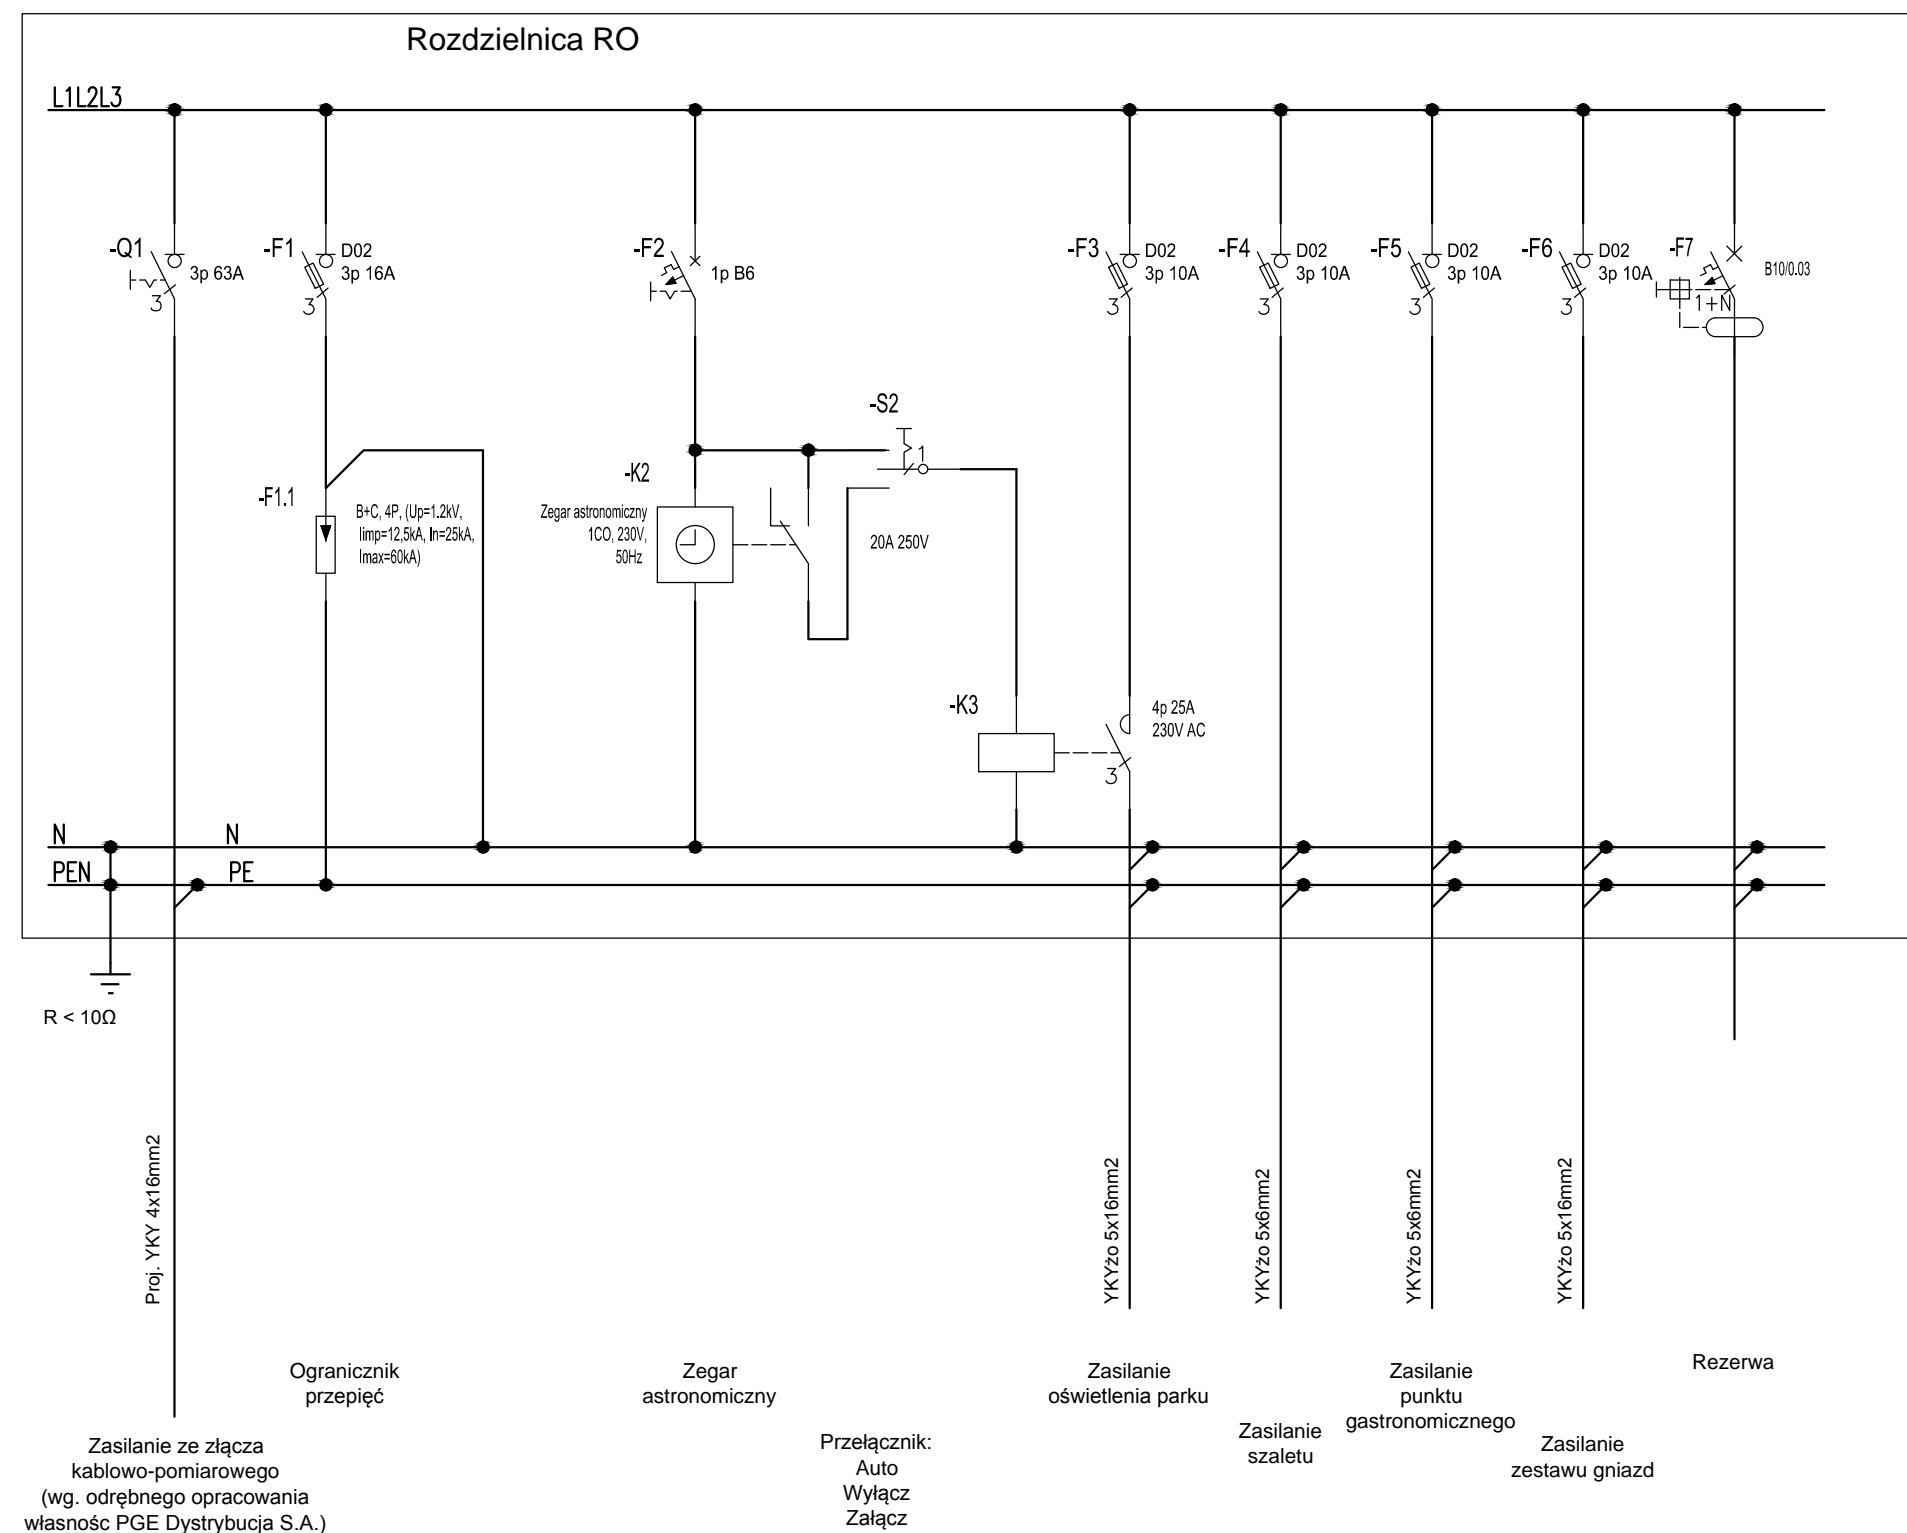 Rozdzielnica RO
L1L2L3
-Q1
3p 63A
3
-F1
D02
3p 16A
3
-F2
1p B6
-F3
D02
3p 10A
3
-F4
D02
3p 10A
3
-F5
D02
3p 10A
3
-F6
D02
3p 10A
3
-F7
B10/0.03
1+N
-S2
1
-F1.1
B+C, 4P, (Up=1.2kV,
Iimp=12,5kA, In=25kA,
Imax=60kA)
-K2
Zegar astronomiczny
1CO, 230V,
50Hz
20A 250V
-K3
4p 25A
230V AC
3
N
N
PEN
PE
R < 10Ω
Proj. YKY 4x16mm2
YKYżo 5x16mm2
YKYżo 5x6mm2
YKYżo 5x6mm2
YKYżo 5x16mm2
Zasilanie ze złącza
kablowo-pomiarowego
(wg. odrębnego opracowania
własnośc PGE Dystrybucja S.A.)
Ogranicznik
przepięć
Zegar
astronomiczny
Przełącznik:
Auto
Wyłącz
Załącz
Zasilanie
oświetlenia parku
Zasilanie
szaletu
Zasilanie
punktu
gastronomicznego
Zasilanie
zestawu gniazd
Rezerwa